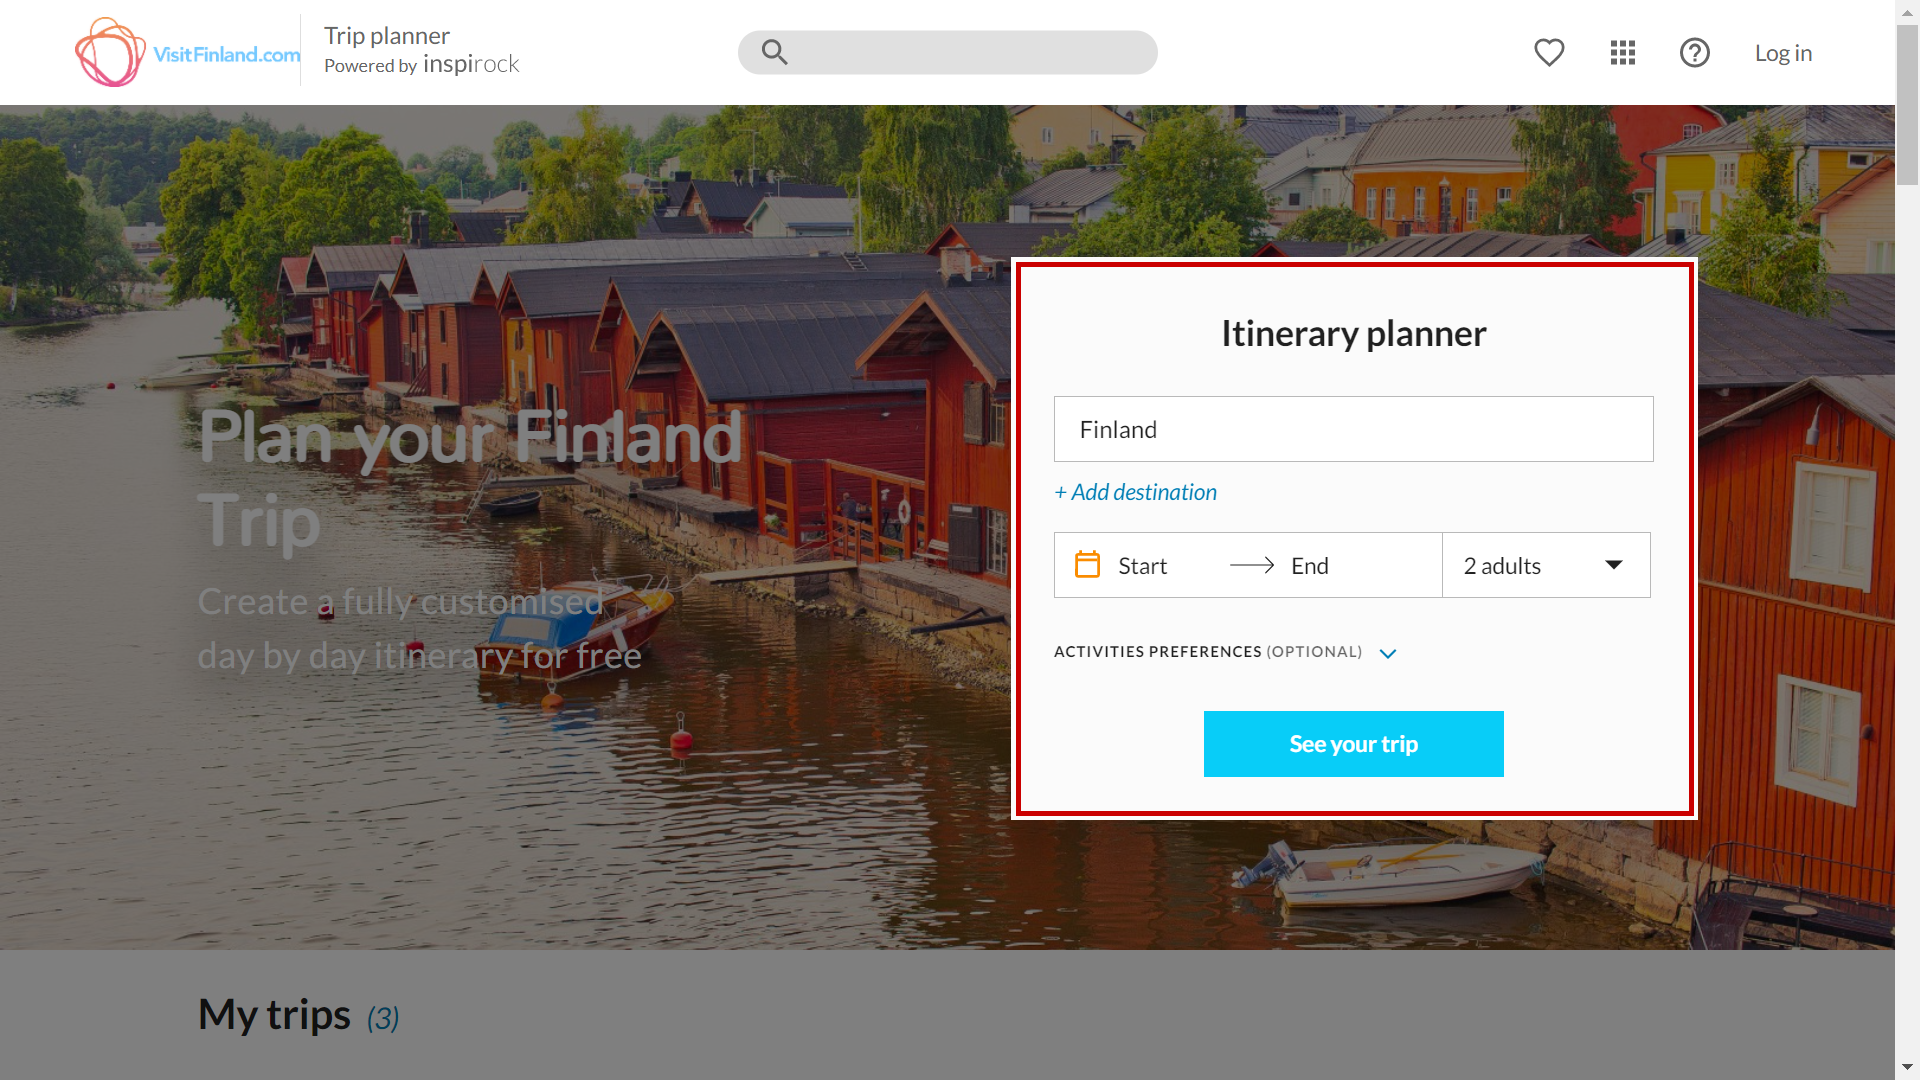 VisitFinland.com
Trip planner
Powered by inspirock
Log in
Plan your Finland
Trip
Create a fully customised
day by day itinerary for free
Itinerary planner
Finland
+ Add destination
Start
End
2 adults
ACTIVITIES PREFERENCES (OPTIONAL)
See your trip
My trips (3)